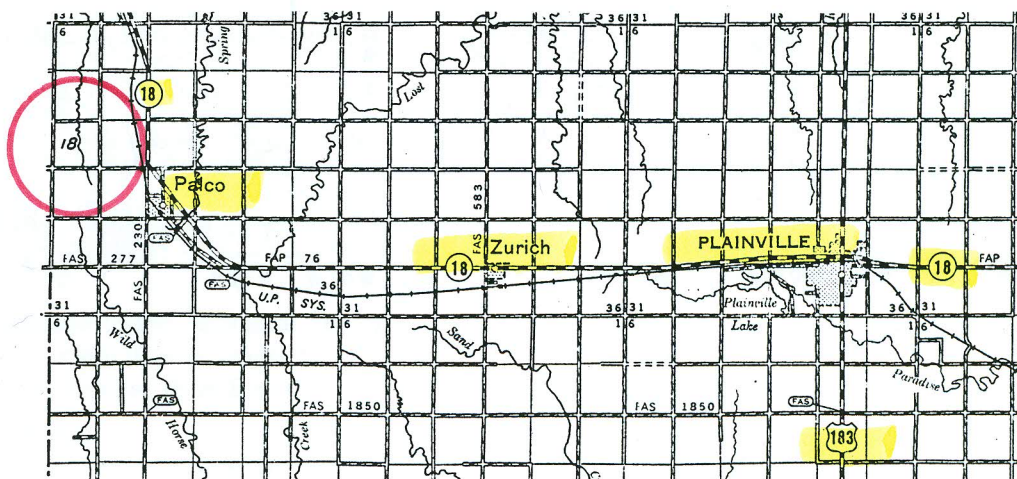 31 36 31 36 31 36 31
6 1 6 1 6 1 6
Spring
18
Lost
18
Palco
583
FAS
230
FAS
Zurich
PLAINVILLE
FAS 277 FAP 76 18 18 FAP
FAS
FAS
36
U.P. SYS.
31 31 36 31 36 31
6 1 6 1 6 1 6
Plainville
Lake
Wild
Sand
Paradise
FAS
FAS 1850 FAS 1850 FAS
Horse
Creek
183